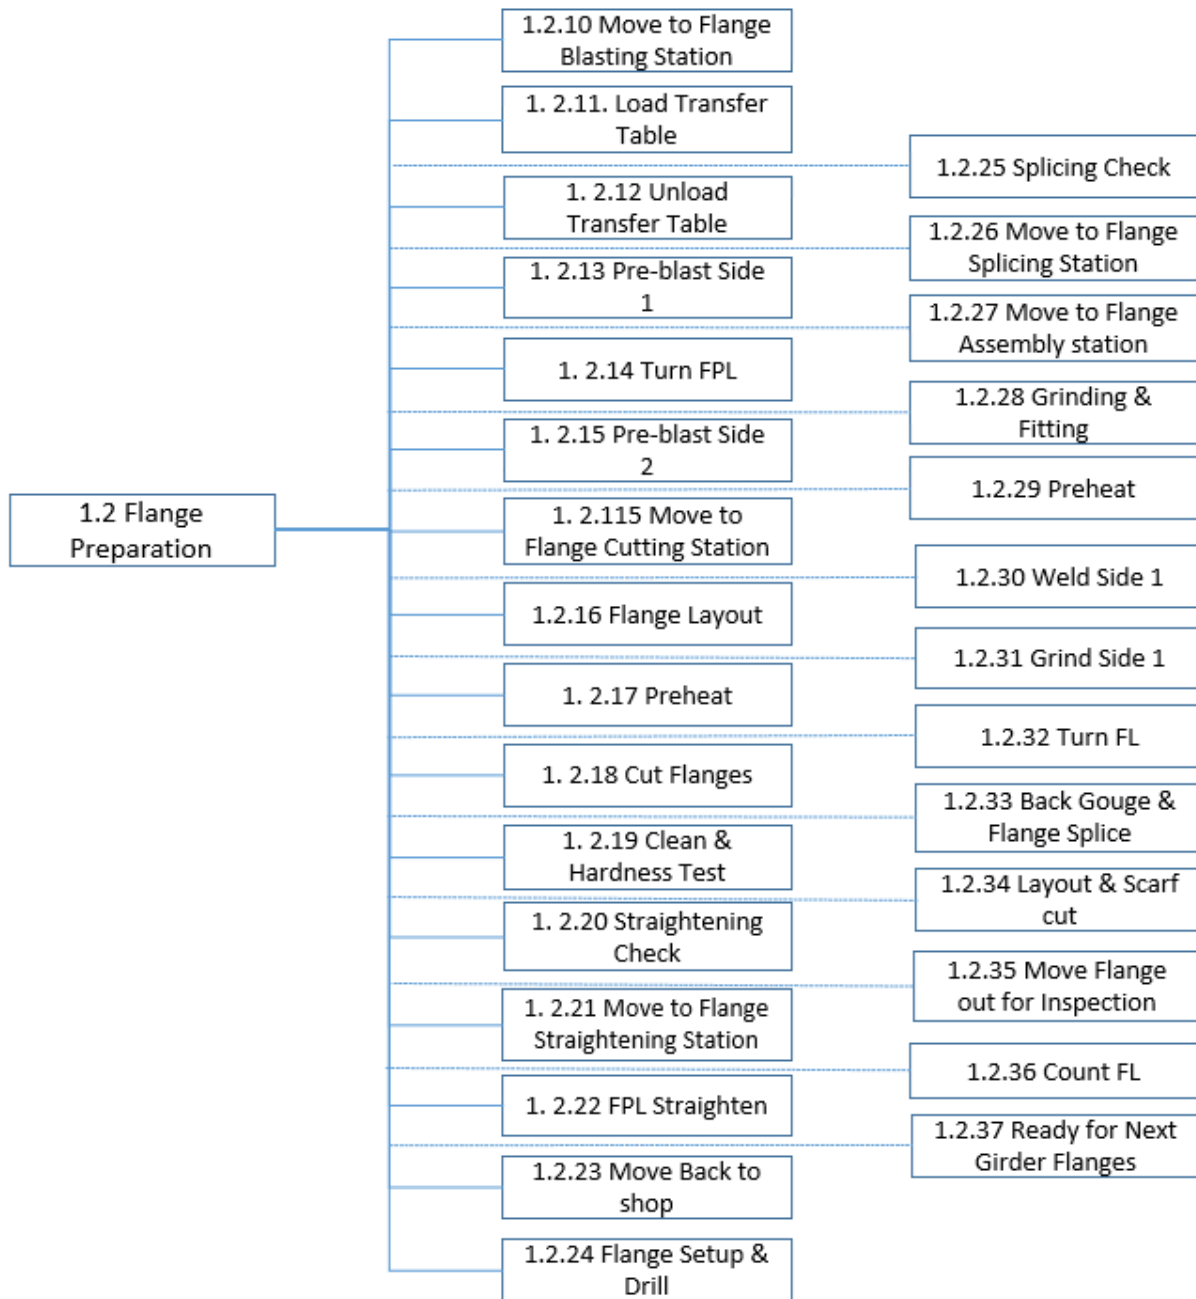 1.2 Flange
Preparation
1.2.10 Move to Flange
Blasting Station
1. 2.11. Load Transfer
Table
1. 2.12 Unload
Transfer Table
1. 2.13 Pre-blast Side
1
1. 2.14 Turn FPL
1. 2.15 Pre-blast Side
2
1. 2.115 Move to
Flange Cutting Station
1.2.16 Flange Layout
1. 2.17 Preheat
1. 2.18 Cut Flanges
1. 2.19 Clean &
Hardness Test
1. 2.20 Straightening
Check
1. 2.21 Move to Flange
Straightening Station
1. 2.22 FPL Straighten
1.2.23 Move Back to
shop
1.2.24 Flange Setup &
Drill
1.2.25 Splicing Check
1.2.26 Move to Flange
Splicing Station
1.2.27 Move to Flange
Assembly station
1.2.28 Grinding &
Fitting
1.2.29 Preheat
1.2.30 Weld Side 1
1.2.31 Grind Side 1
1.2.32 Turn FL
1.2.33 Back Gouge &
Flange Splice
1.2.34 Layout & Scarf
cut
1.2.35 Move Flange
out for Inspection
1.2.36 Count FL
1.2.37 Ready for Next
Girder Flanges